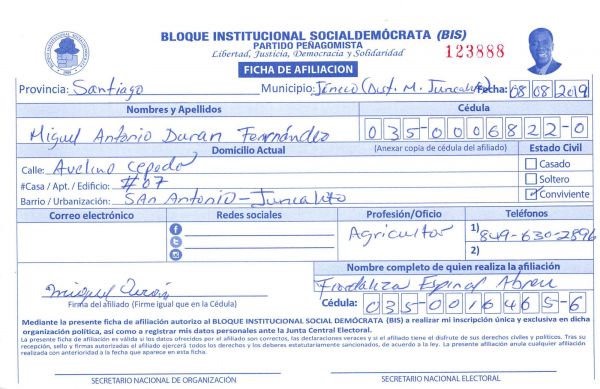 BLOQUE INSTITUCIONAL SOCIALDEMÓCRATA (BIS)
PARTIDO PEÑAGOMISTA
Libertad, Justicia, Democracia y Solidaridad
123888
FICHA DE AFILIACION
Provincia: Santiago Municipio: Jánico (Dist. M. Juncalito) Fecha: 08/08/2019
Nombres y Apellidos Cédula
Miguel Antonio Duran Fernández 035-0006822-0
Domicilio Actual (Anexar copia de cédula del afiliado) Estado Civil
Calle: Avelino Cepeda Casado
#Casa / Apt. / Edificio: #07 Soltero
Barrio / Urbanización: San Antonio-Juncalito Conviviente
Correo electrónico Redes sociales Profesión/Oficio Teléfonos
Agricultor 1) 849-630-2896
2)
Nombre completo de quien realiza la afiliación
Miguel Durán Espinal Abreu
Firma del afiliado (Firme igual que en la Cédula) Cédula: 035-0016465-6
Mediante la presente ficha de afiliación autorizo al BLOQUE INSTITUCIONAL SOCIAL DEMÓCRATA (BIS) a realizar mi inscripción única y exclusiva en dicha
organización política, así como a registrar mis datos personales ante la Junta Central Electoral.
La presente ficha de afiliación es válida si los datos ofrecidos por el afiliado son correctos, las declaraciones veraces y si el afiliado tiene el disfrute de sus derechos civiles y políticos. Tras su
recepción, sello y firmas autorizadas el afiliado ejercerá todos los derechos y los deberes estatutariamente sancionados, de acuerdo a la ley. La presente afiliación anula cualquier afiliación
realizada con anterioridad a la fecha que aparece en esta ficha.
SECRETARIO NACIONAL DE ORGANIZACIÓN SECRETARIO NACIONAL ELECTORAL